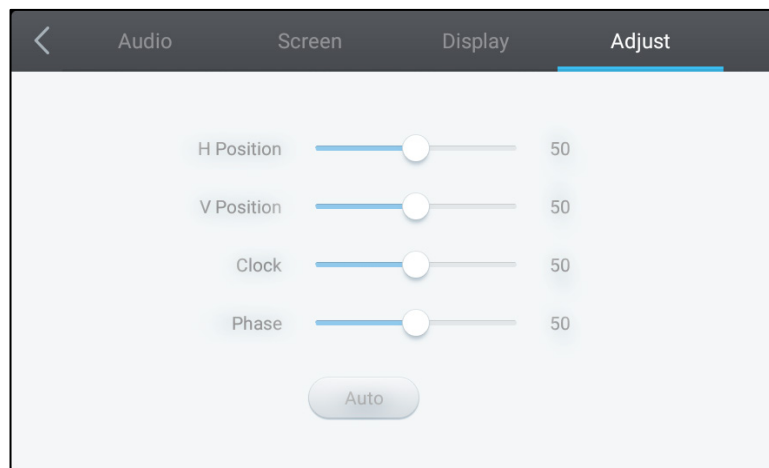 Audio Screen Display Adjust
H Position 50
V Position 50
Clock 50
Phase 50
Auto